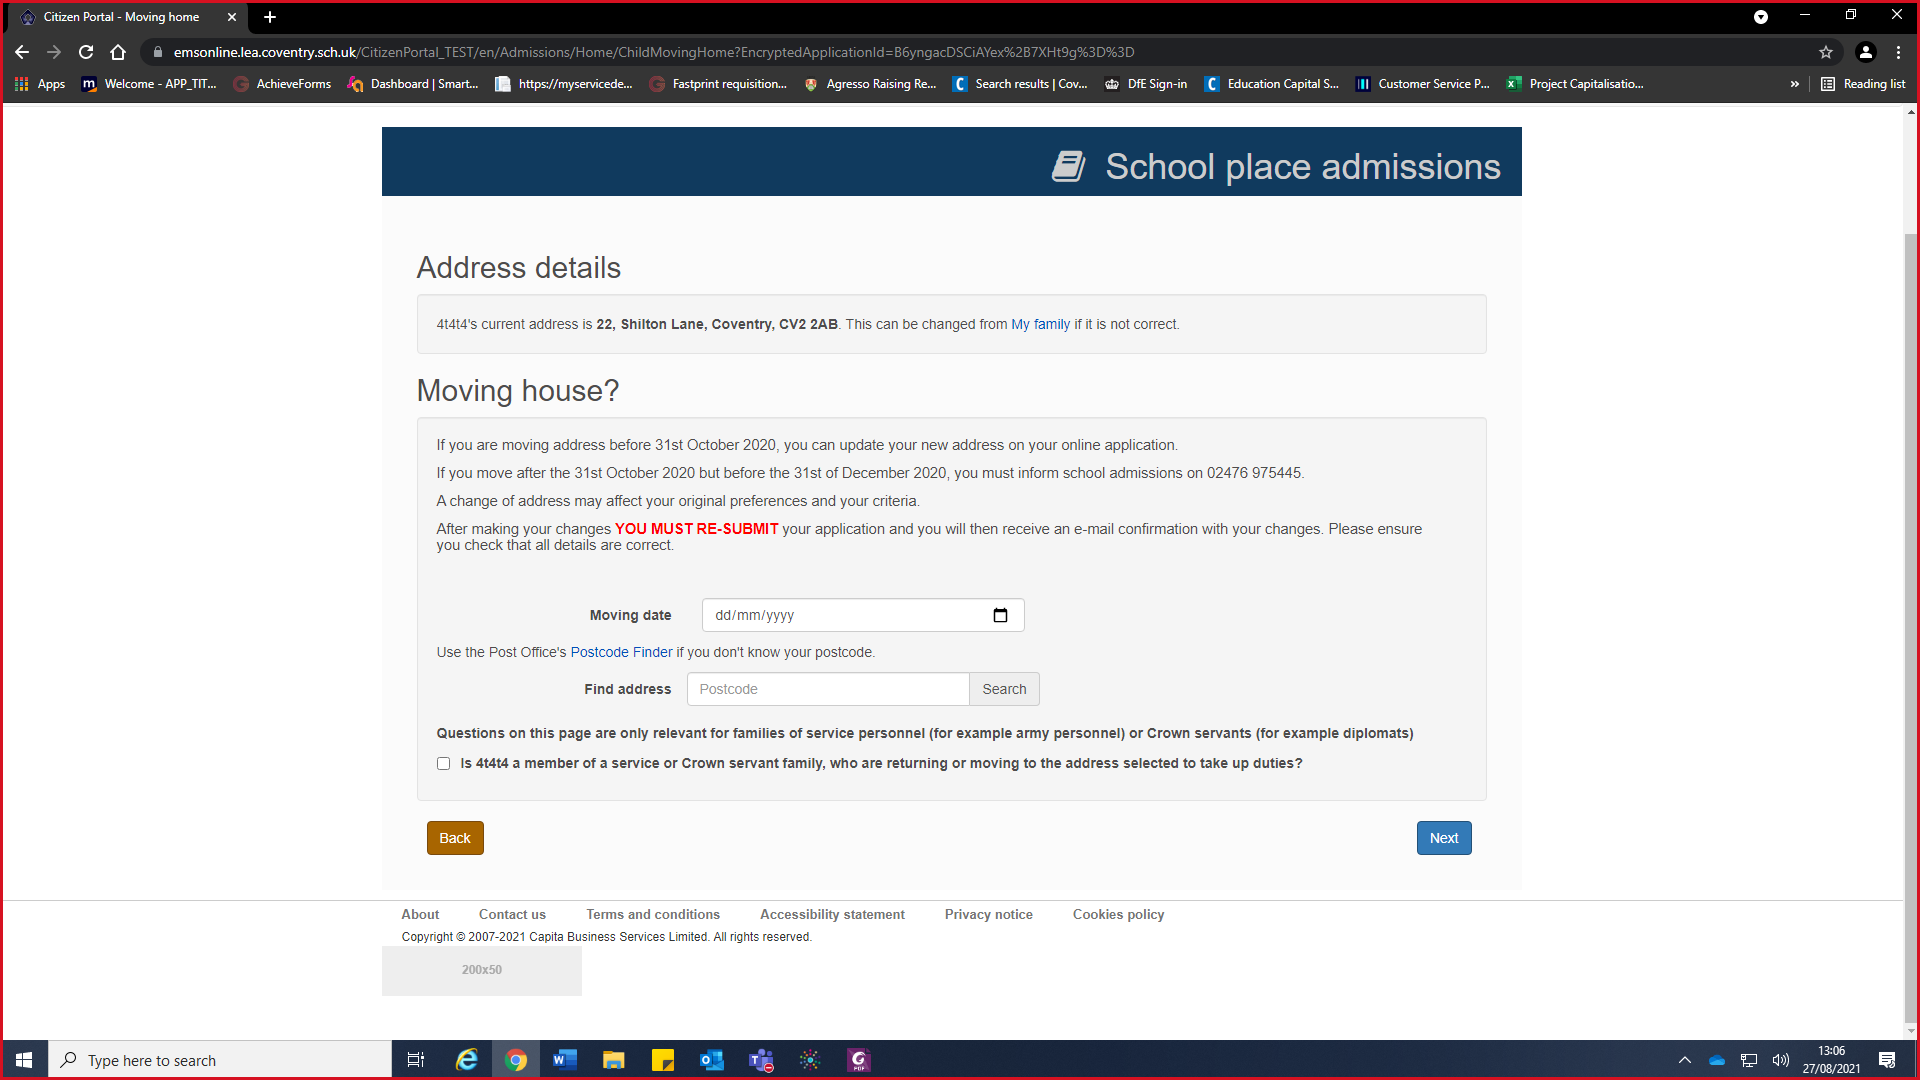 Citizen Portal - Moving home
emsonline.lea.coventry.sch.uk/CitizenPortal_TEST/en/Admissions/Home/ChildMovingHome?EncryptedApplicationId=B6yngacDSCiAYex%2B7XHt9g%3D%3D
Apps Welcome - APP_TIT... AchieveForms Dashboard | Smart... https://myservicede... Fastprint requisition... Agresso Raising Re... Search results | Cov... DfE Sign-in Education Capital S... Customer Service P... Project Capitalisatio... » Reading list
School place admissions
Address details
4t4t4's current address is 22, Shilton Lane, Coventry, CV2 2AB. This can be changed from My family if it is not correct.
Moving house?
If you are moving address before 31st October 2020, you can update your new address on your online application.
If you move after the 31st October 2020 but before the 31st of December 2020, you must inform school admissions on 02476 975445.
A change of address may affect your original preferences and your criteria.
After making your changes YOU MUST RE-SUBMIT your application and you will then receive an e-mail confirmation with your changes. Please ensure
you check that all details are correct.
Moving date dd/mm/yyyy
Use the Post Office's Postcode Finder if you don't know your postcode.
Find address Postcode Search
Questions on this page are only relevant for families of service personnel (for example army personnel) or Crown servants (for example diplomats)
Is 4t4t4 a member of a service or Crown servant family, who are returning or moving to the address selected to take up duties?
Back Next
About Contact us Terms and conditions Accessibility statement Privacy notice Cookies policy
Copyright © 2007-2021 Capita Business Services Limited. All rights reserved.
200x50
Type here to search
13:06
27/08/2021